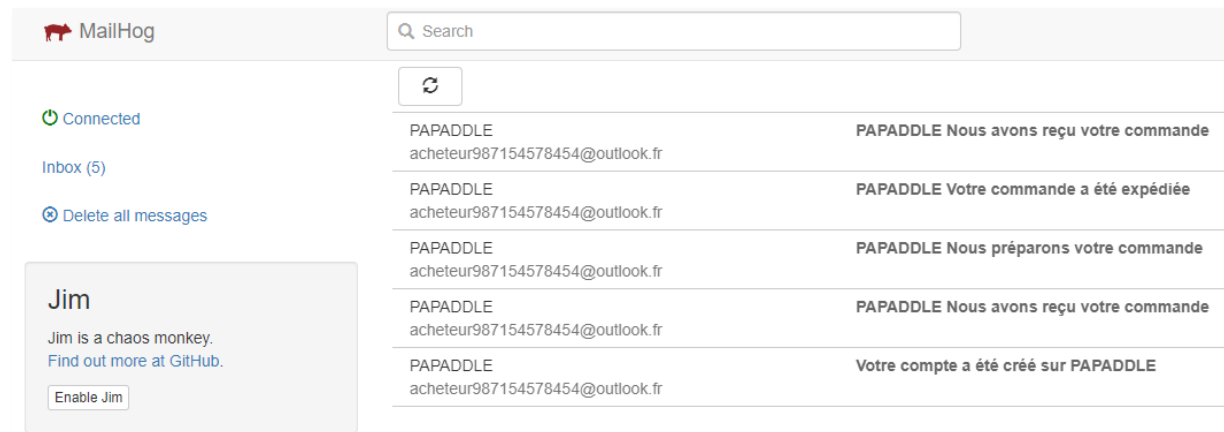 MailHog
Search
Connected
Inbox (5)
Delete all messages
Jim
Jim is a chaos monkey.
Find out more at GitHub.
Enable Jim
PAPADDLE PAPADDLE Nous avons reçu votre commande
acheteur987154578454@outlook.fr
PAPADDLE PAPADDLE Votre commande a été expédiée
acheteur987154578454@outlook.fr
PAPADDLE PAPADDLE Nous préparons votre commande
acheteur987154578454@outlook.fr
PAPADDLE PAPADDLE Nous avons reçu votre commande
acheteur987154578454@outlook.fr
PAPADDLE Votre compte a été créé sur PAPADDLE
acheteur987154578454@outlook.fr